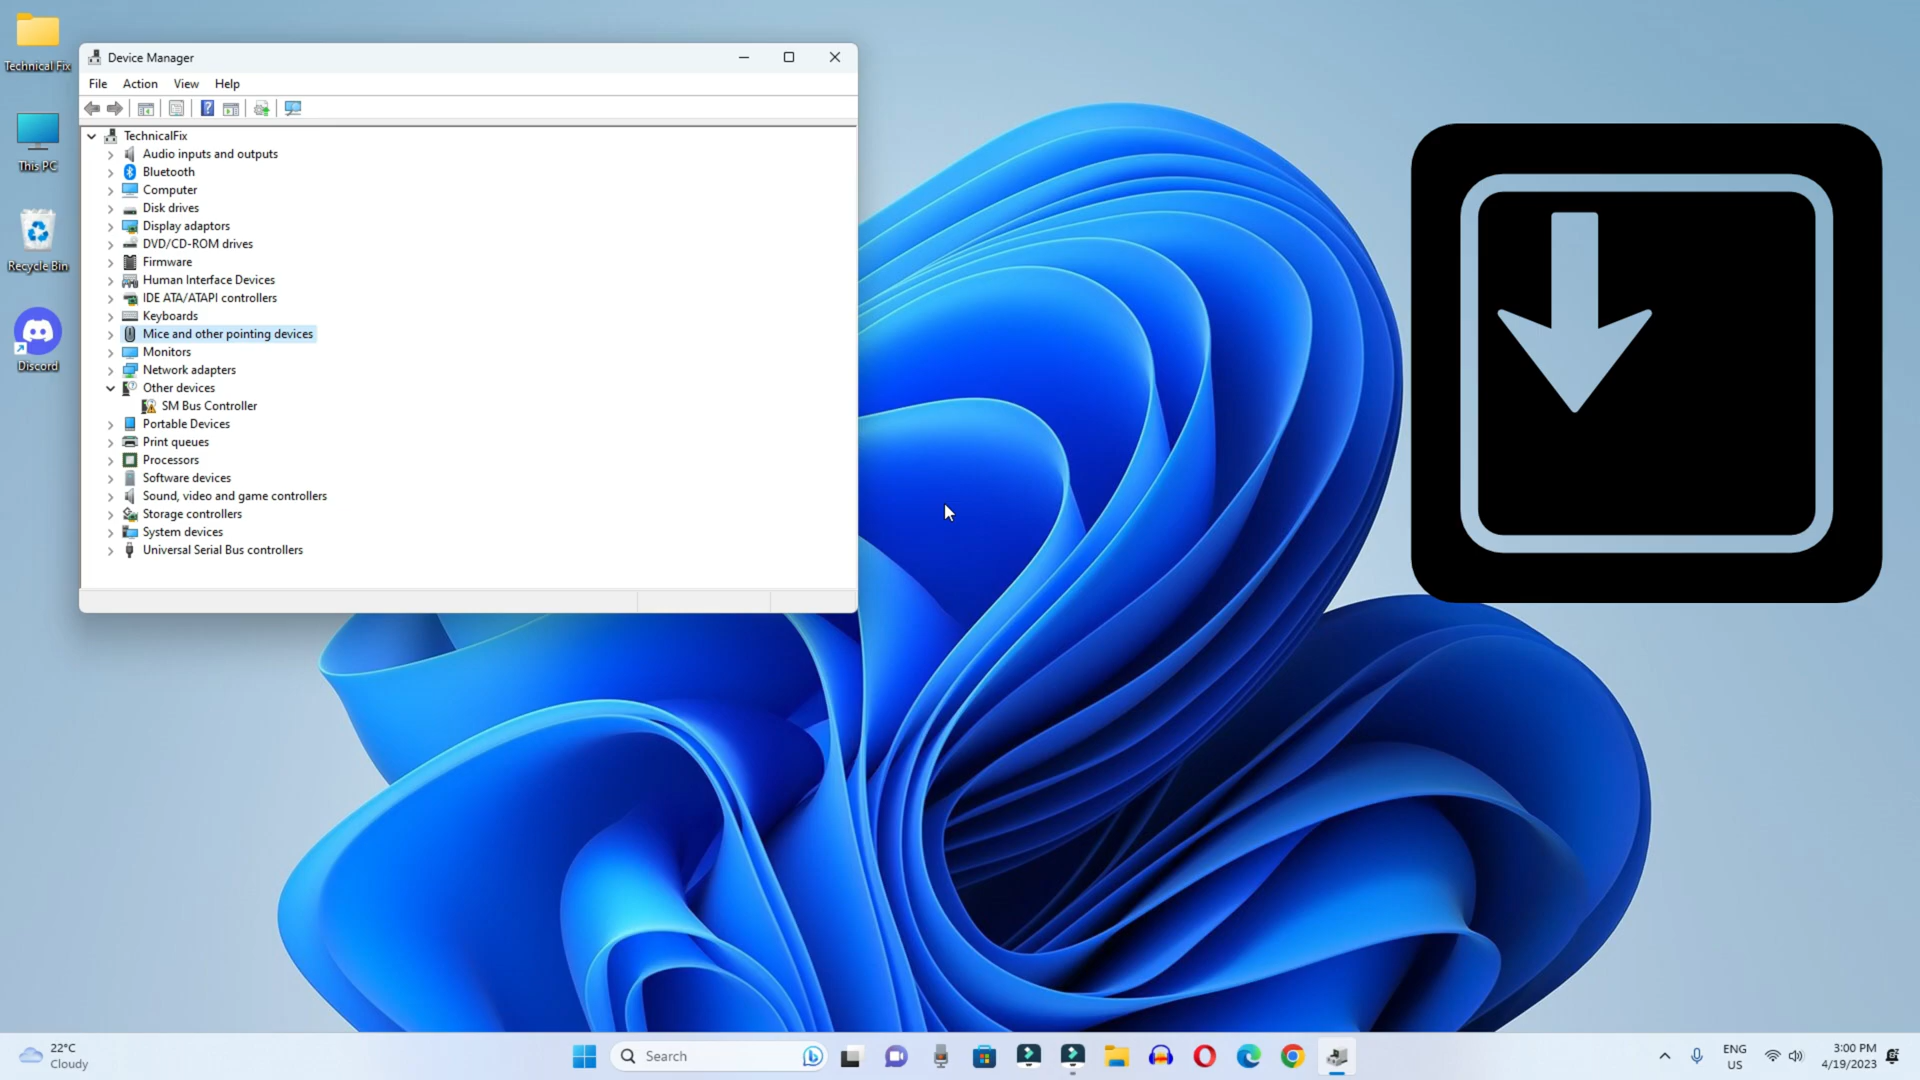 Technical Fix
This PC
Recycle Bin
Discord
Device Manager
File Action View Help
TechnicalFix
Audio inputs and outputs
Bluetooth
Computer
Disk drives
Display adaptors
DVD/CD-ROM drives
Firmware
Human Interface Devices
IDE ATA/ATAPI controllers
Keyboards
Mice and other pointing devices
Monitors
Network adapters
Other devices
SM Bus Controller
Portable Devices
Print queues
Processors
Software devices
Sound, video and game controllers
Storage controllers
System devices
Universal Serial Bus controllers
22°C
Cloudy
Search
ENG
US
3:00 PM
4/19/2023